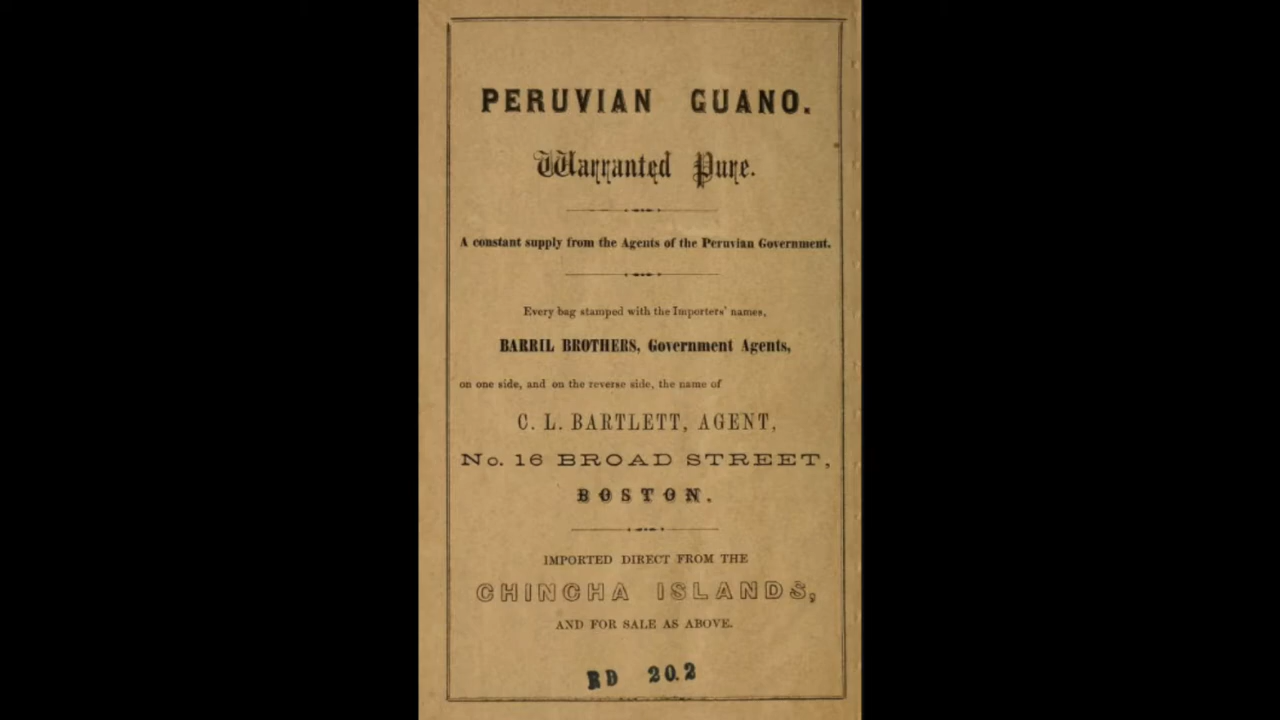 PERUVIAN GUANO.
Warranted Pure.
A constant supply from the Agents of the Peruvian Government.
Every bag stamped with the Importers' names,
BARRIL BROTHERS, Government Agents,
on one side, and on the reverse side, the name of
C. L. BARTLETT, AGENT,
No. 16 BROAD STREET,
BOSTON.
IMPORTED DIRECT FROM THE
CHINCHA ISLANDS,
AND FOR SALE AS ABOVE.
RD 20.2